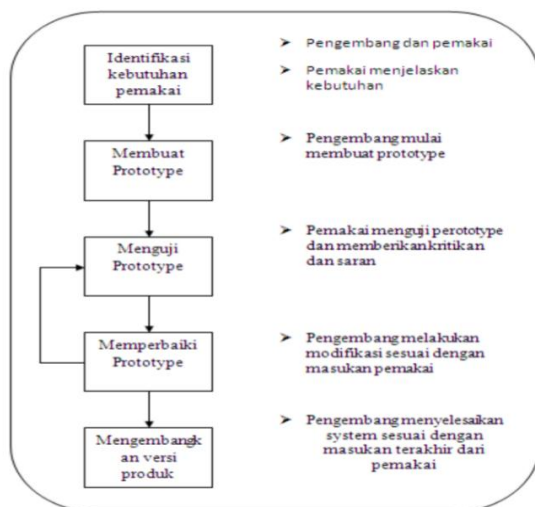 Identifikasi
kebutuhan
pemakai
➤ Pengembang dan pemakai
➤ Pemakai menjelaskan
kebutuhan
Membuat
Prototype
➤ Pengembang mulai
membuat prototype
Menguji
Prototype
➤ Pemakai menguji perototype
dan memberikankritikan
dan saran
Memperbaiki
Prototype
➤ Pengembang melakukan
modifikasi sesuai dengan
masukan pemakai
Mengembangk
an versi
produk
➤ Pengembang menyelesaikan
system sesuai dengan
masukan terakhir dari
pemakai